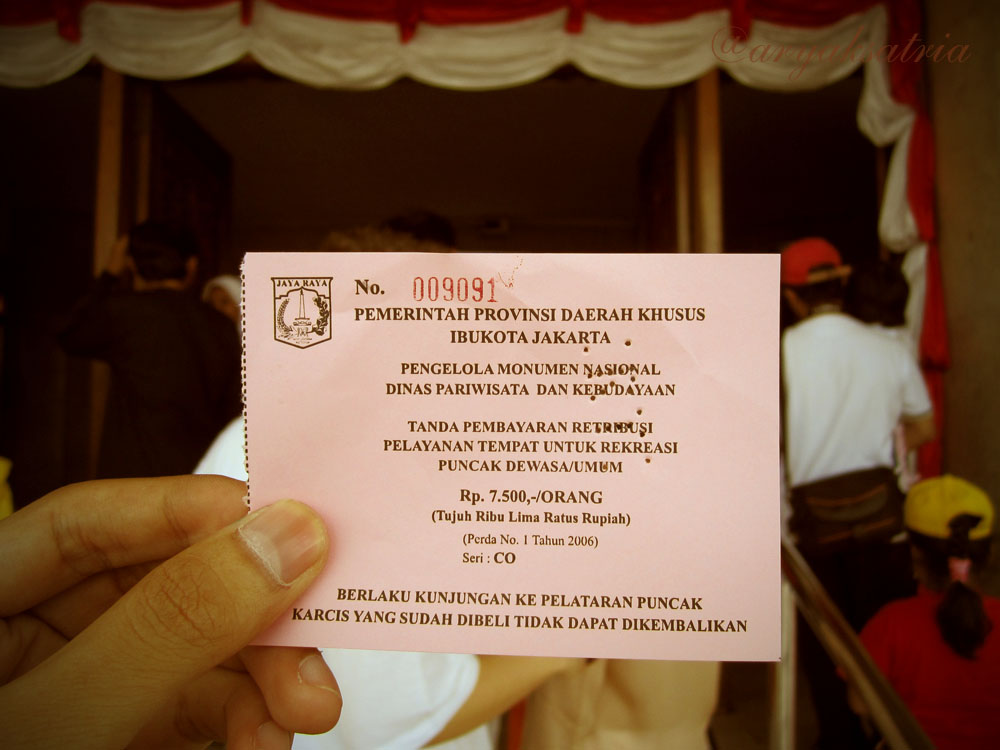 @aryoksatria
JAYA RAYA
No. 009091
PEMERINTAH PROVINSI DAERAH KHUSUS
IBUKOTA JAKARTA
PENGELOLA MONUMEN NASIONAL
DINAS PARIWISATA DAN KEBUDAYAAN
TANDA PEMBAYARAN RETRIBUSI
PELAYANAN TEMPAT UNTUK REKREASI
PUNCAK DEWASA/UMUM
Rp. 7.500,-/ORANG
(Tujuh Ribu Lima Ratus Rupiah)
(Perda No. 1 Tahun 2006)
Seri : CO
BERLAKU KUNJUNGAN KE PELATARAN PUNCAK
KARCIS YANG SUDAH DIBELI TIDAK DAPAT DIKEMBALIKAN